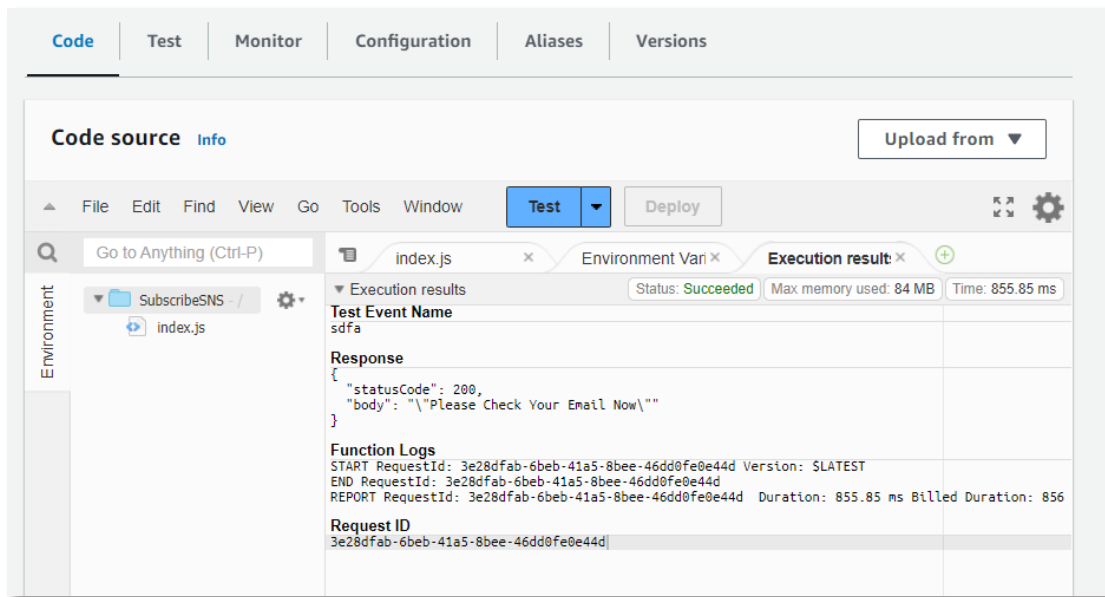 Code Test Monitor Configuration Aliases Versions
Code source Info
Upload from
File Edit Find View Go Tools Window Test Deploy
Go to Anything (Ctrl-P)
index.js Environment Vari Execution results
Environment
SubscribeSNS - /
index.js
Execution results Status: Succeeded Max memory used: 84 MB Time: 855.85 ms
Test Event Name
sdfa
Response
{
"statusCode": 200,
"body": "\"Please Check Your Email Now\""
}
Function Logs
START RequestId: 3e28dfab-6beb-41a5-8bee-46dd0fe0e44d Version: $LATEST
END RequestId: 3e28dfab-6beb-41a5-8bee-46dd0fe0e44d
REPORT RequestId: 3e28dfab-6beb-41a5-8bee-46dd0fe0e44d Duration: 855.85 ms Billed Duration: 856
Request ID
3e28dfab-6beb-41a5-8bee-46dd0fe0e44d